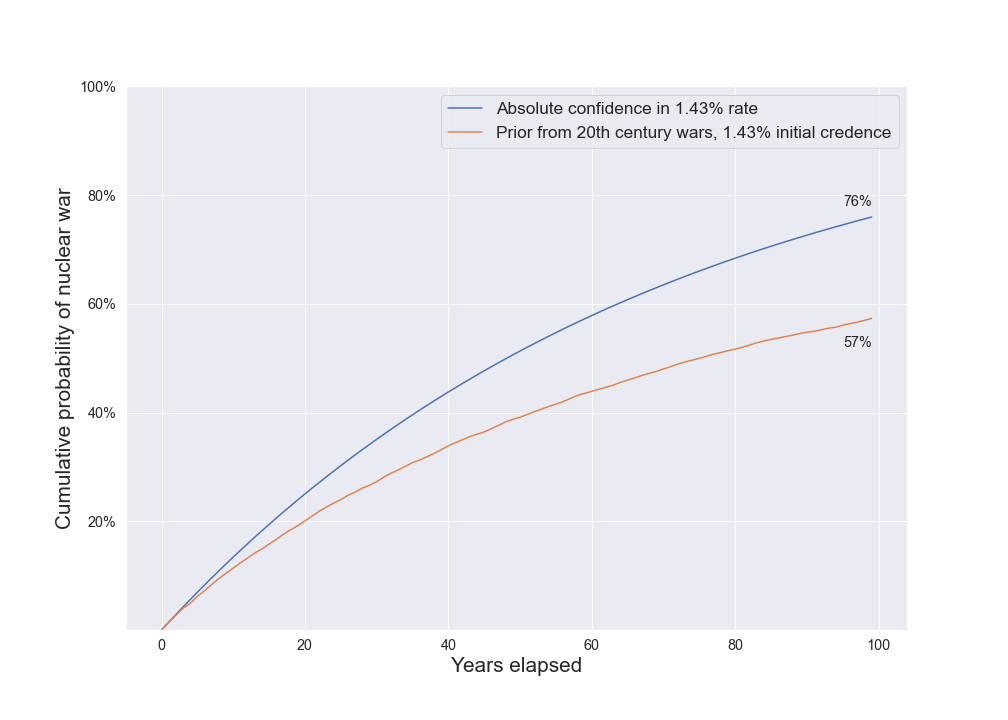 100%
80%
60%
40%
20%
Cumulative probability of nuclear war
Absolute confidence in 1.43% rate
Prior from 20th century wars, 1.43% initial credence
76%
57%
0 20 40 60 80 100
Years elapsed